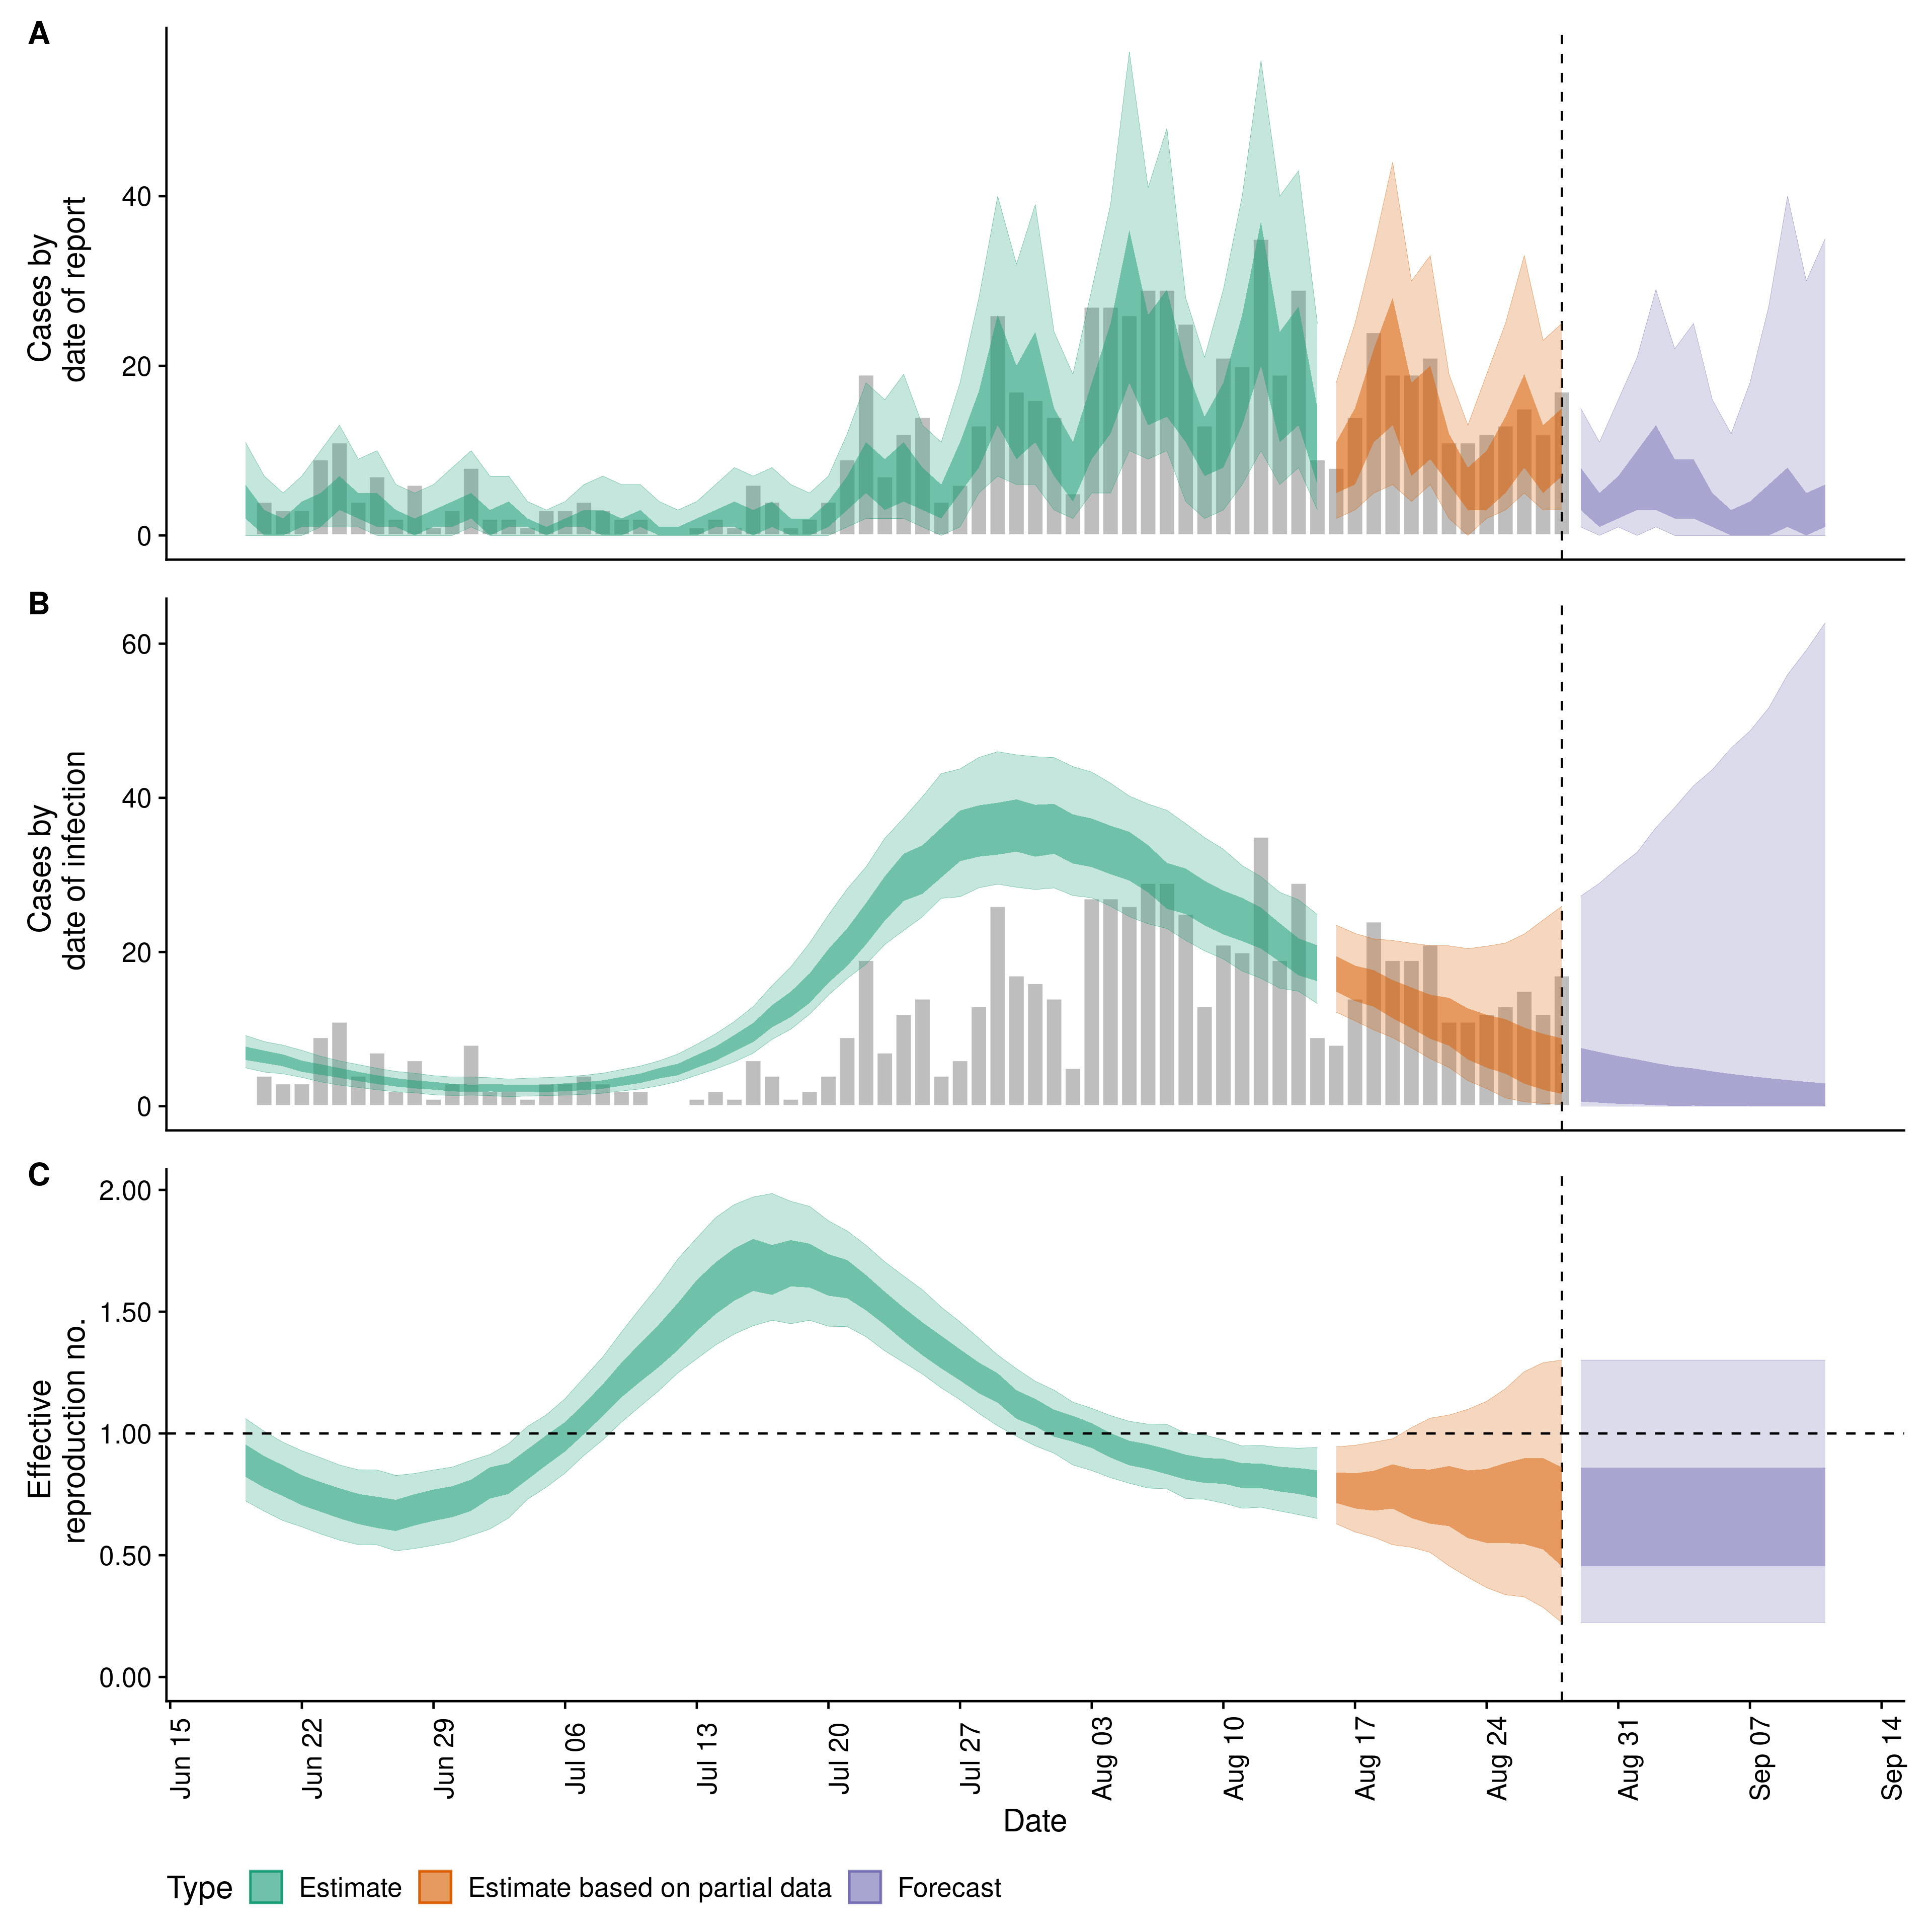 A
Cases by
date of report
40
20
0
B
Cases by
date of infection
60
40
20
0
C
Effective
reproduction no.
2.00
1.50
1.00
0.50
0.00
Jun 15
Jun 22
Jun 29
Jul 06
Jul 13
Jul 20
Jul 27
Aug 03
Aug 10
Aug 17
Aug 24
Aug 31
Sep 07
Sep 14
Date
Type Estimate Estimate based on partial data Forecast